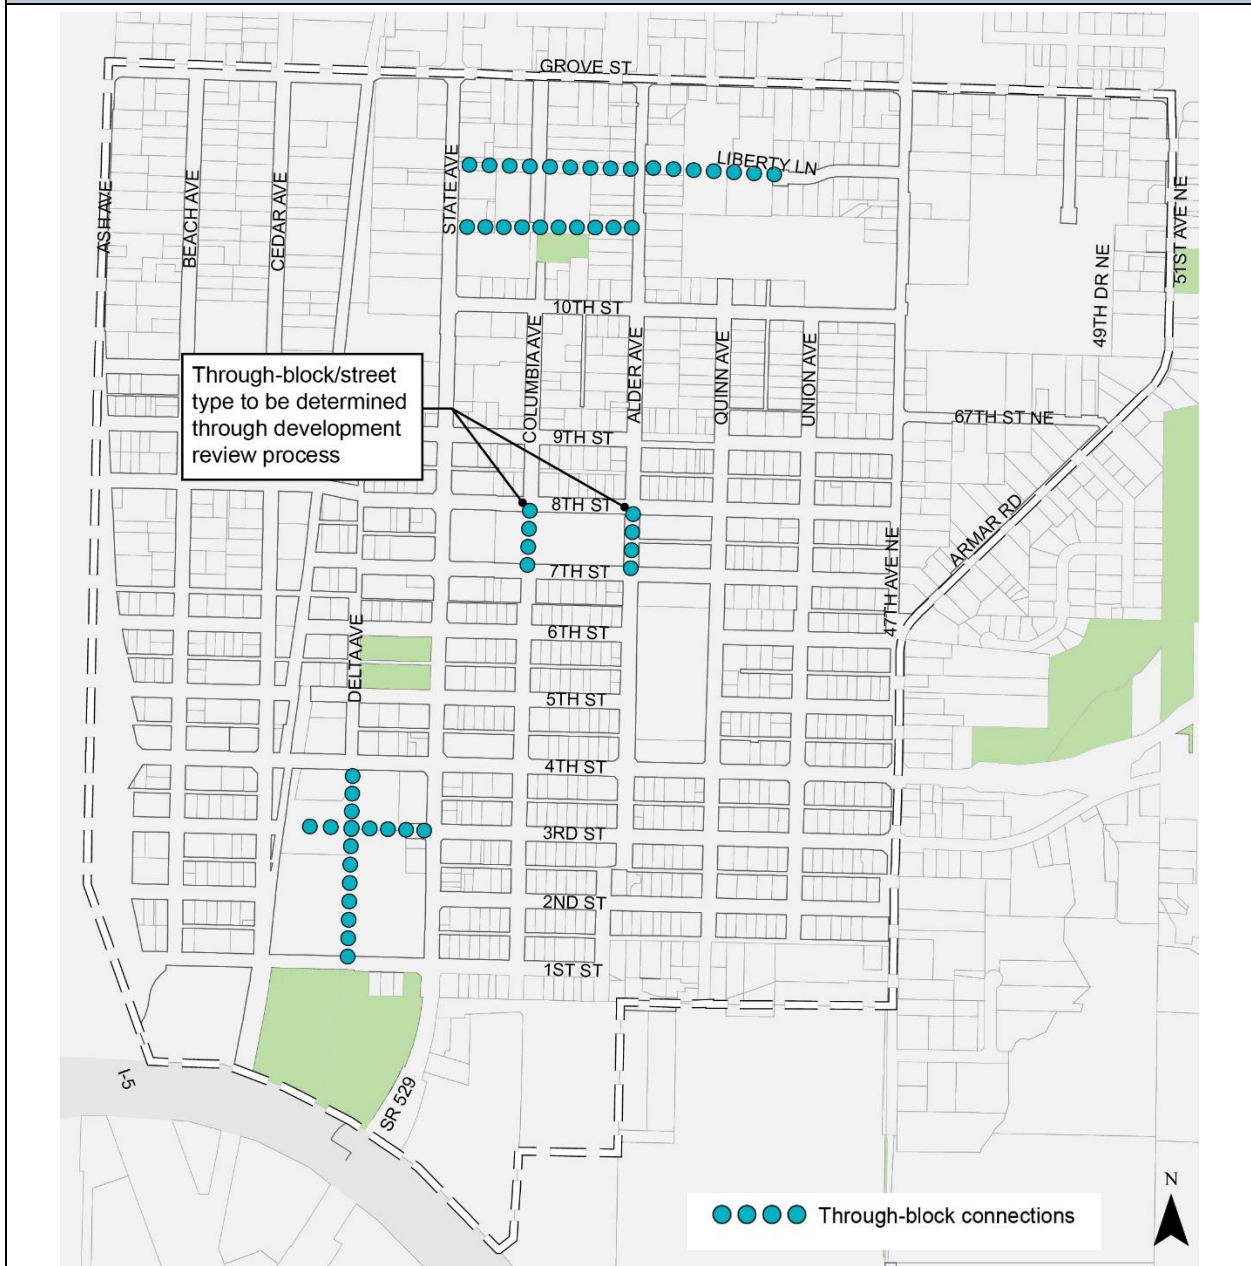 GROVE ST
LIBERTY LN
STATE AVE
ASH AVE
BEACH AVE
CEDAR AVE
51ST AVE NE
49TH DR NE
10TH ST
COLUMBIA AVE
ALDER AVE
QUINN AVE
UNION AVE
Through-block/street
type to be determined
through development
review process
67TH ST NE
9TH ST
8TH ST
ARMAR RD
47TH AVE NE
7TH ST
6TH ST
DELTA AVE
5TH ST
4TH ST
3RD ST
2ND ST
1ST ST
I-5
SR 529
N
Through-block connections